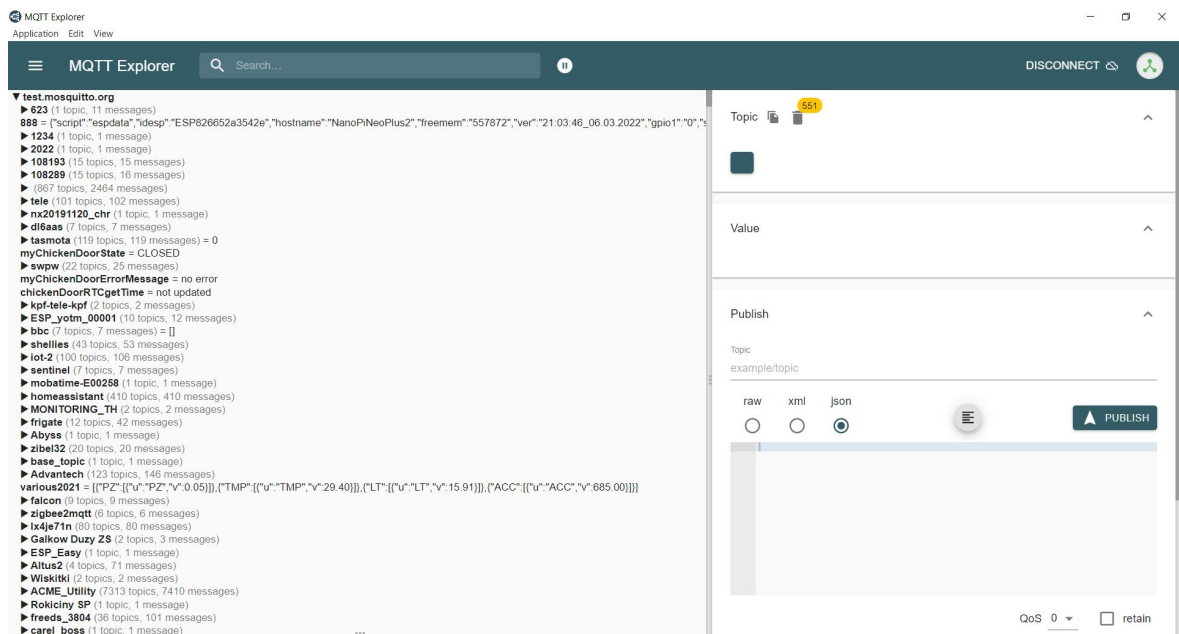 MQTT Explorer
Application Edit View
MQTT Explorer
Search...
DISCONNECT
▼ test.mosquitto.org
▶ 623 (1 topic, 11 messages)
888 = {"script":"espdata","idesp":"ESP826652a3542e","hostname":"NanoPiNeoPlus2","freemem":"557872","ver":"21:03:46_06.03.2022","gpio1":"0","s
▶ 1234 (1 topic, 1 message)
▶ 2022 (1 topic, 1 message)
▶ 108193 (15 topics, 15 messages)
▶ 108289 (15 topics, 16 messages)
▶ (867 topics, 2464 messages)
▶ tele (101 topics, 102 messages)
▶ nx20191120_chr (1 topic, 1 message)
▶ dl6aas (7 topics, 7 messages)
▶ tasmota (119 topics, 119 messages) = 0
myChickenDoorState = CLOSED
▶ swpw (22 topics, 25 messages)
myChickenDoorErrorMessage = no error
chickenDoorRTCgetTime = not updated
▶ kpf-tele-kpf (2 topics, 2 messages)
▶ ESP_yotm_00001 (10 topics, 12 messages)
▶ bbc (7 topics, 7 messages) = []
▶ shellies (43 topics, 53 messages)
▶ iot-2 (100 topics, 106 messages)
▶ sentinel (7 topics, 7 messages)
▶ mobatime-E00258 (1 topic, 1 message)
▶ homeassistant (410 topics, 410 messages)
▶ MONITORING_TH (2 topics, 2 messages)
▶ frigate (12 topics, 42 messages)
▶ Abyss (1 topic, 1 message)
▶ zibel32 (20 topics, 20 messages)
▶ base_topic (1 topic, 1 message)
▶ Advantech (123 topics, 146 messages)
various2021 = [{"PZ":[{"u":"PZ","v":0.05}]},{"TMP":[{"u":"TMP","v":29.40}]},{"LT":[{"u":"LT","v":15.91}]},{"ACC":[{"u":"ACC","v":685.00}]}]
▶ falcon (9 topics, 9 messages)
▶ zigbee2mqtt (6 topics, 6 messages)
▶ lx4je71n (80 topics, 80 messages)
▶ Galkow Duzy ZS (2 topics, 3 messages)
▶ ESP_Easy (1 topic, 1 message)
▶ Altus2 (4 topics, 71 messages)
▶ Wiskitki (2 topics, 2 messages)
▶ ACME_Utility (7313 topics, 7410 messages)
▶ Rokiciny SP (1 topic, 1 message)
▶ freeds_3804 (36 topics, 101 messages)
▶ carel_boss (1 topic, 1 message)
Topic 551
Value
Publish
Topic
example/topic
raw xml json
PUBLISH
QoS 0 retain